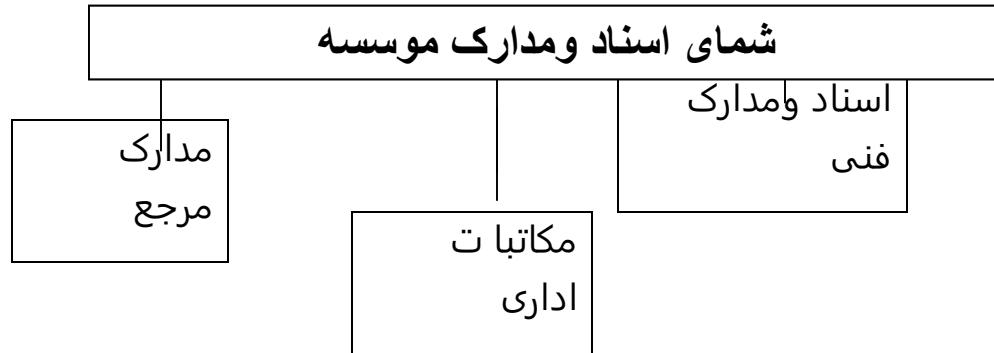 شمای اسناد ومدارک موسسه
اسناد ومدارک
فنی
مکاتبا ت
اداری
مدارک
مرجع